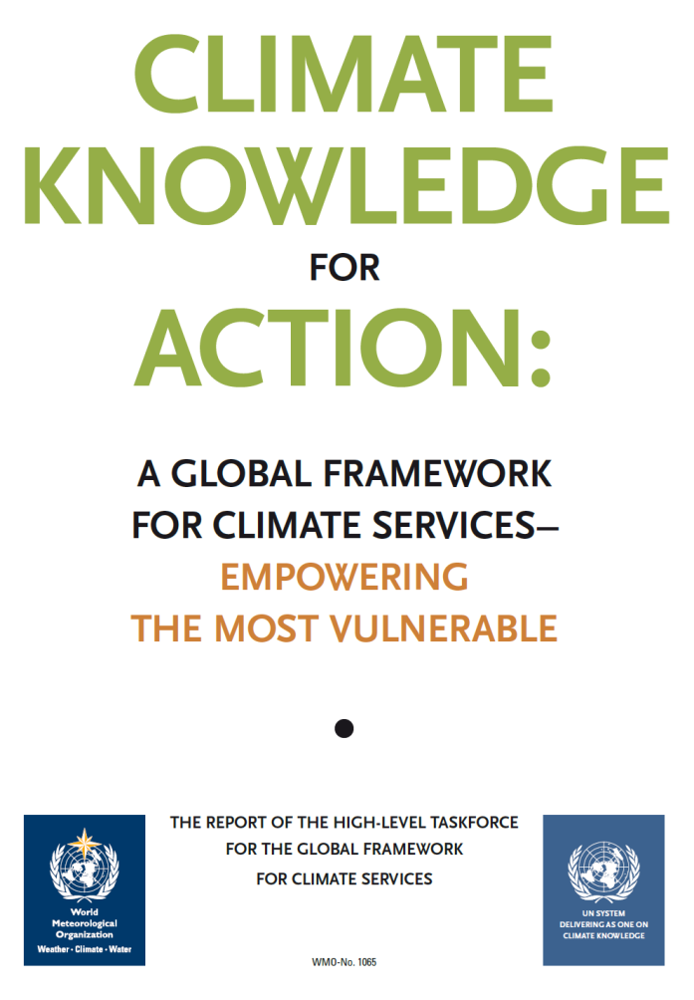 CLIMATE
KNOWLEDGE
FOR
ACTION:
A GLOBAL FRAMEWORK
FOR CLIMATE SERVICES–
EMPOWERING
THE MOST VULNERABLE
THE REPORT OF THE HIGH-LEVEL TASKFORCE
FOR THE GLOBAL FRAMEWORK
FOR CLIMATE SERVICES
World
Meteorological
Organization
Weather · Climate · Water
UN SYSTEM
DELIVERING AS ONE ON
CLIMATE KNOWLEDGE
WMO-No. 1065